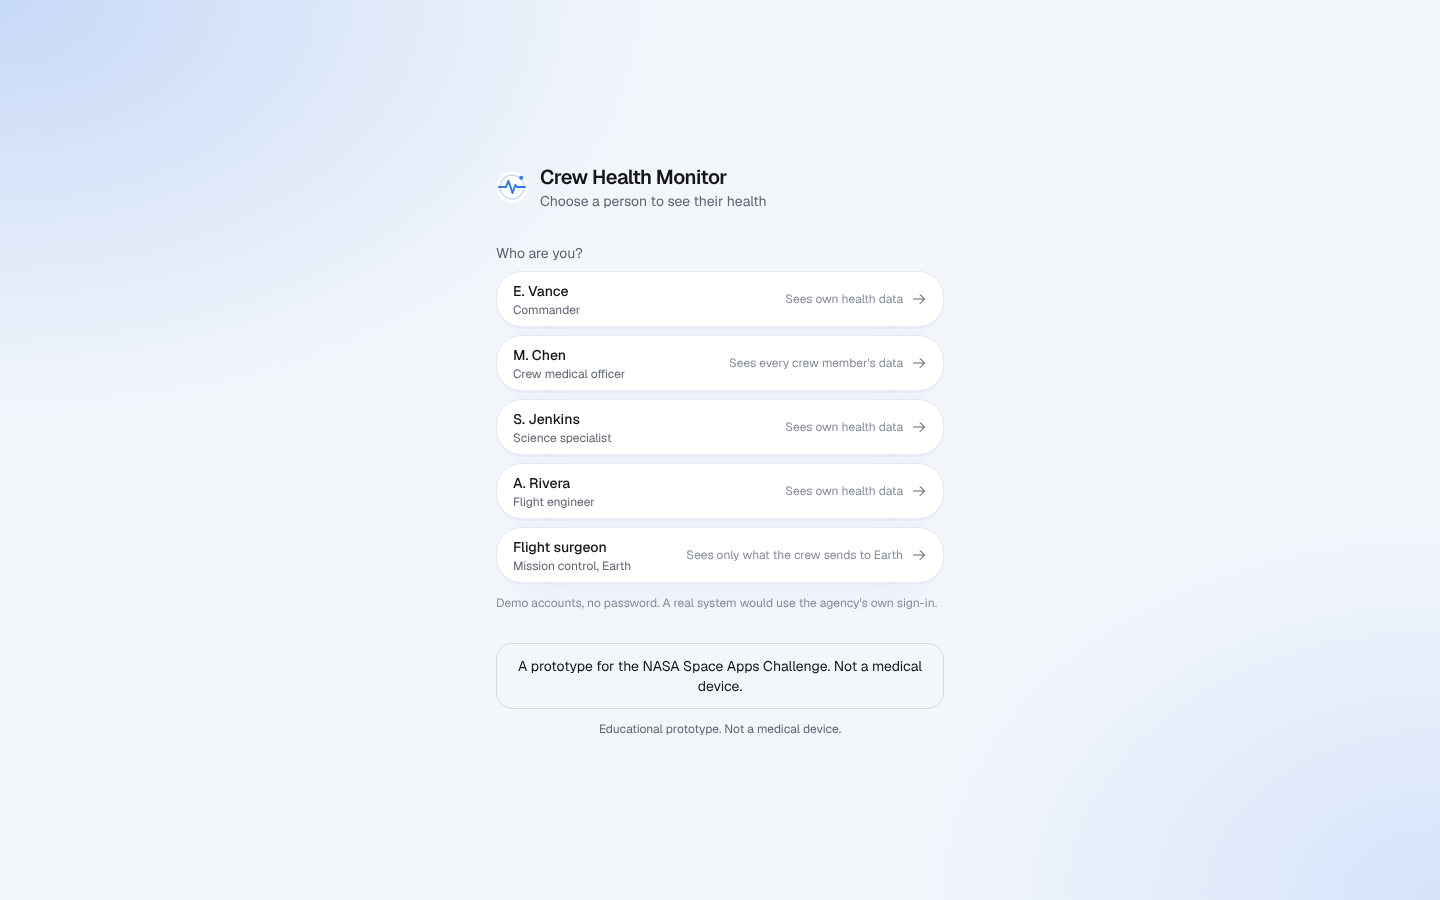 Crew Health Monitor
Choose a person to see their health
Who are you?
E. Vance
Commander
Sees own health data
M. Chen
Crew medical officer
Sees every crew member's data
S. Jenkins
Science specialist
Sees own health data
A. Rivera
Flight engineer
Sees own health data
Flight surgeon
Mission control, Earth
Sees only what the crew sends to Earth
Demo accounts, no password. A real system would use the agency's own sign-in.
A prototype for the NASA Space Apps Challenge. Not a medical
device.
Educational prototype. Not a medical device.